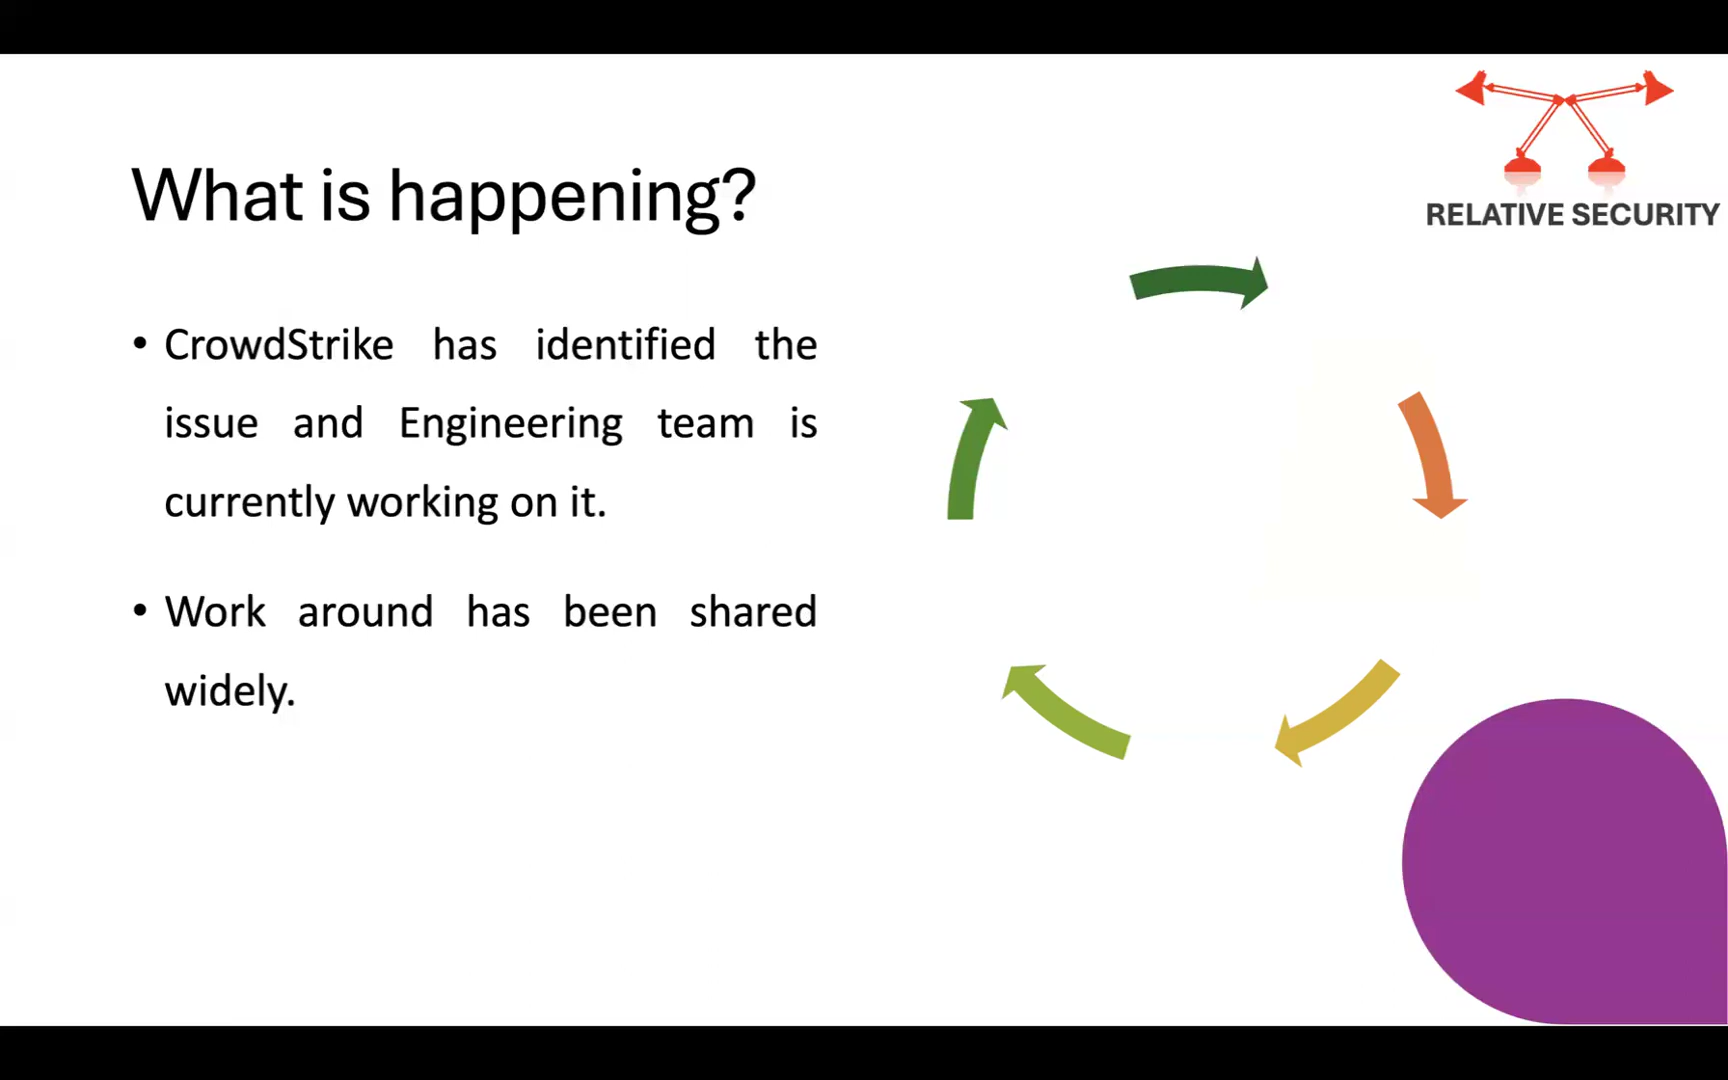 RELATIVE SECURITY
What is happening?
• CrowdStrike has identified the
issue and Engineering team is
currently working on it.
• Work around has been shared
widely.